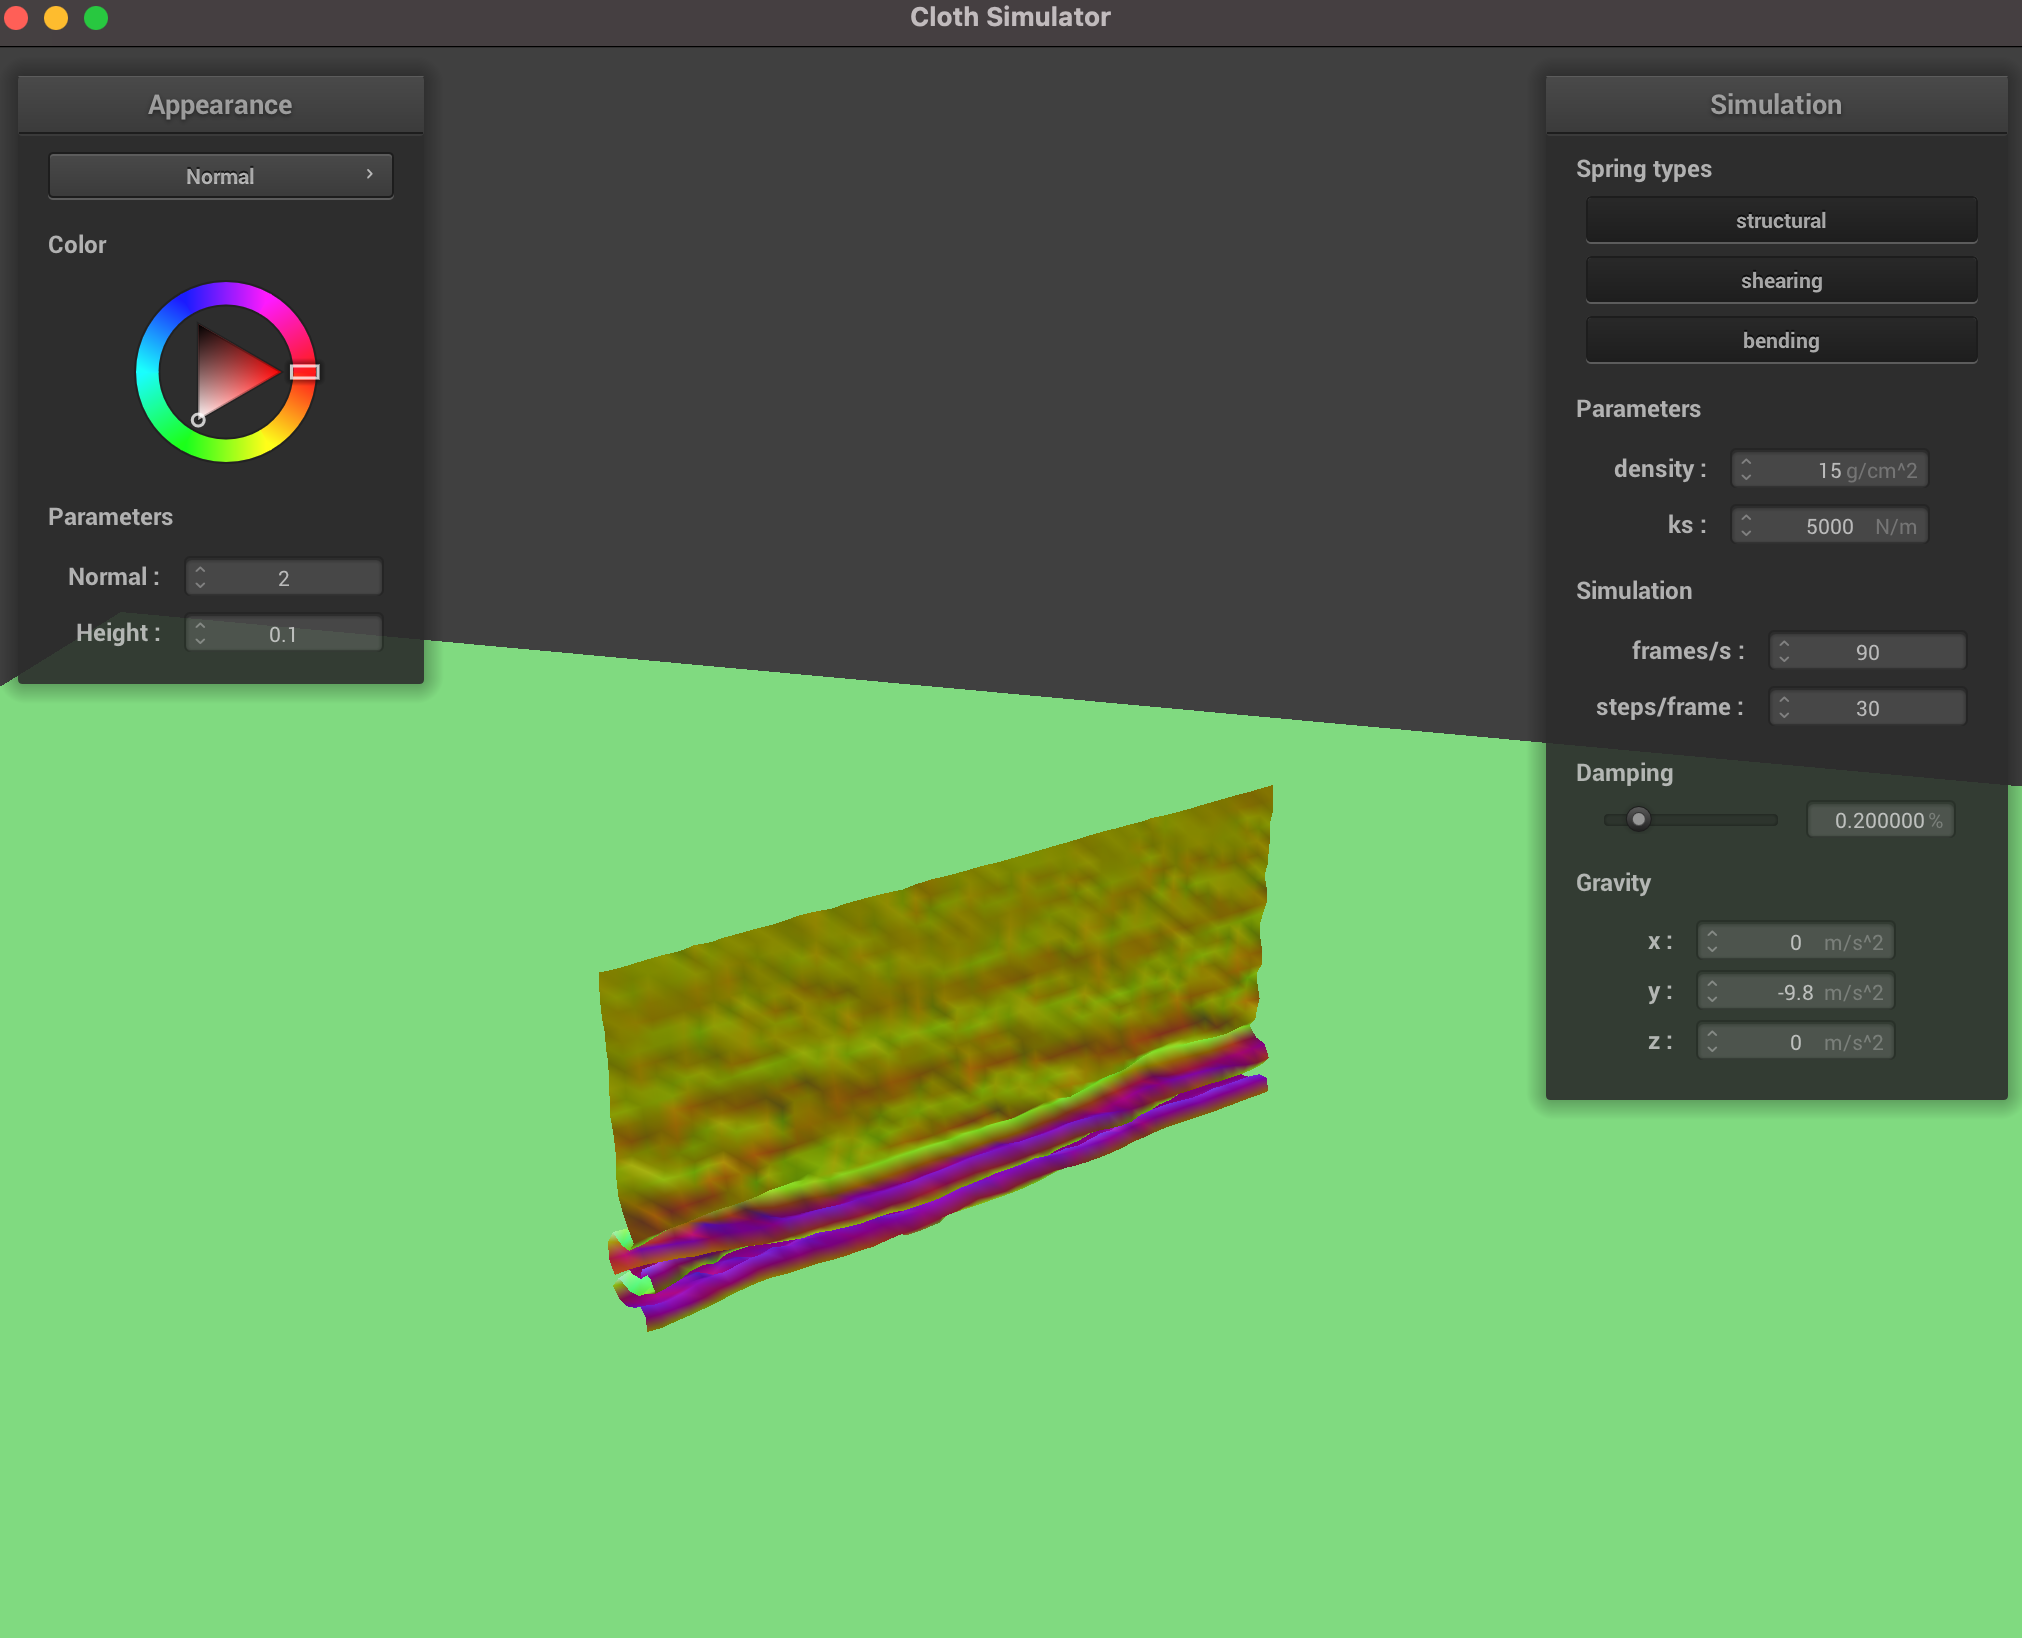 Cloth Simulator
Appearance
Normal
Color
Parameters
Normal : 2
Height : 0.1
Simulation
Spring types
structural
shearing
bending
Parameters
density : 15 g/cm^2
ks : 5000 N/m
Simulation
frames/s : 90
steps/frame : 30
Damping
0.200000 %
Gravity
x : 0 m/s^2
y : -9.8 m/s^2
z : 0 m/s^2